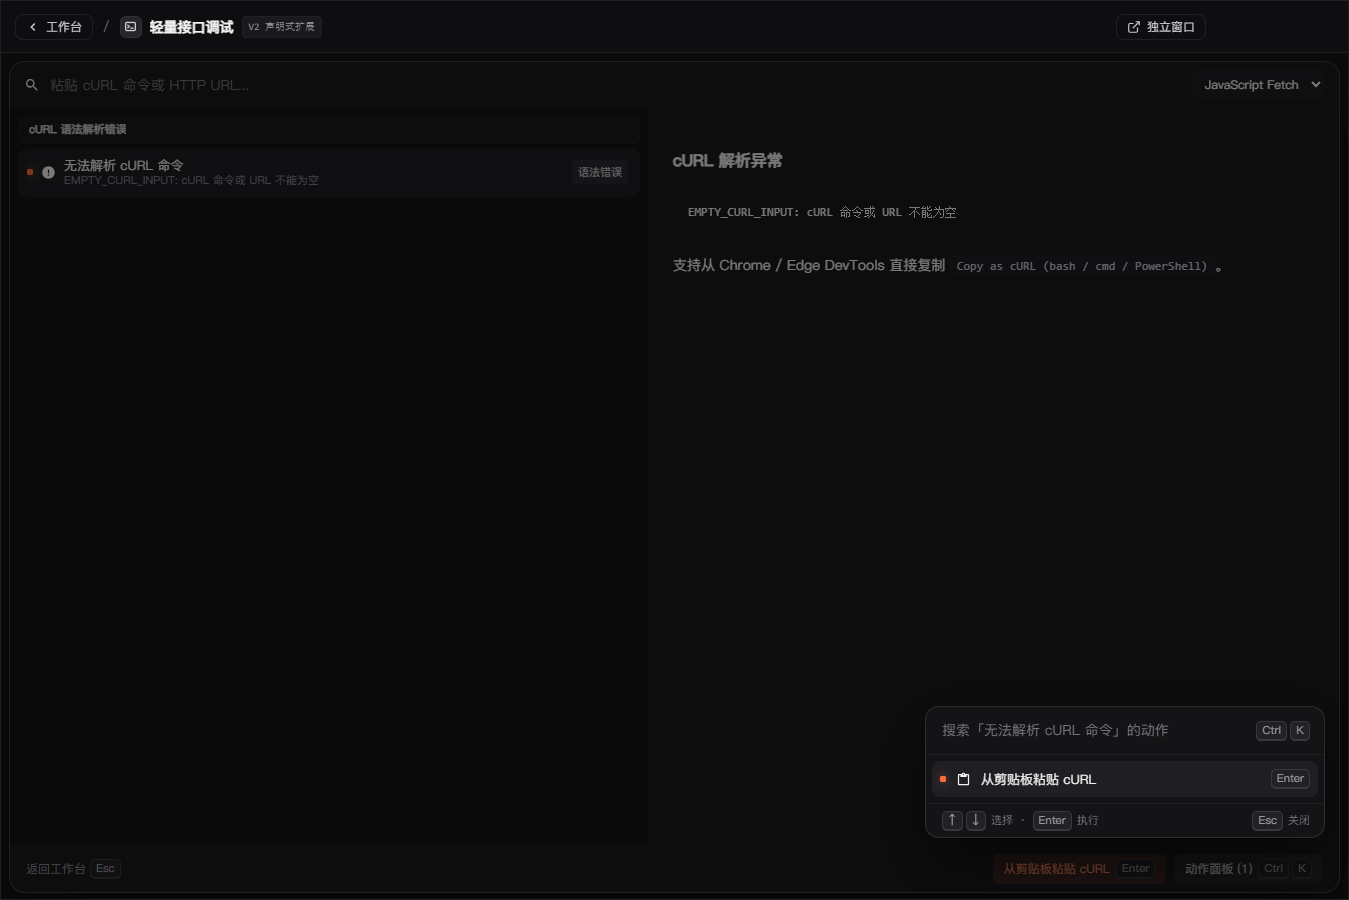 工作台 / 轻量接口调试 V2 声明式扩展 独立窗口
粘贴 cURL 命令或 HTTP URL... JavaScript Fetch
cURL 语法解析错误
无法解析 cURL 命令
EMPTY_CURL_INPUT: cURL 命令或 URL 不能为空
语法错误
cURL 解析异常
EMPTY_CURL_INPUT: cURL 命令或 URL 不能为空
支持从 Chrome / Edge DevTools 直接复制 Copy as cURL (bash / cmd / PowerShell) 。
搜索「无法解析 cURL 命令」的动作 Ctrl K
从剪贴板粘贴 cURL Enter
↑ ↓ 选择 · Enter 执行 Esc 关闭
返回工作台 Esc 从剪贴板粘贴 cURL Enter 动作面板 (1) Ctrl K